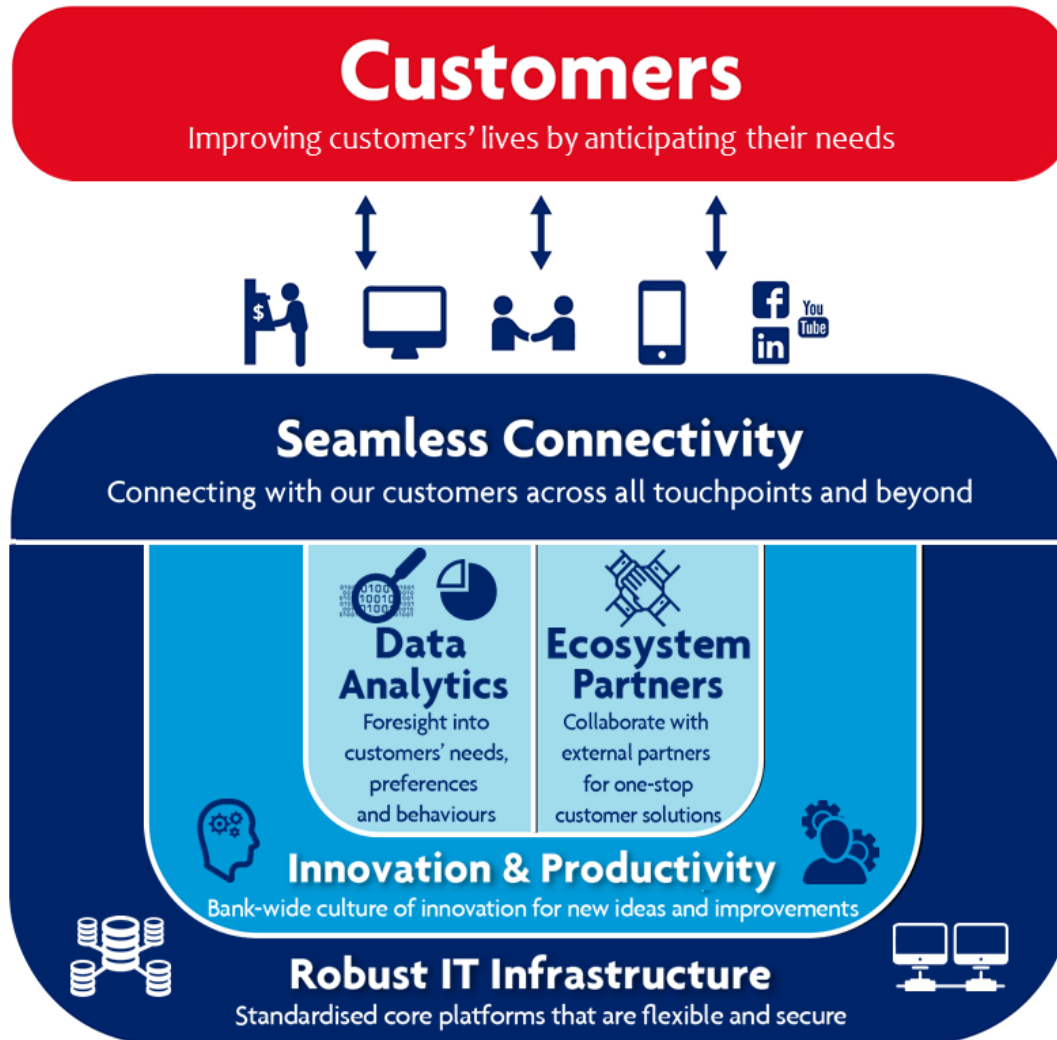 Customers
Improving customers' lives by anticipating their needs
$
f
in
You
Tube
Seamless Connectivity
Connecting with our customers across all touchpoints and beyond
Data
Analytics
Foresight into
customers' needs,
preferences
and behaviours
Ecosystem
Partners
Collaborate with
external partners
for one-stop
customer solutions
Innovation & Productivity
Bank-wide culture of innovation for new ideas and improvements
Robust IT Infrastructure
Standardised core platforms that are flexible and secure